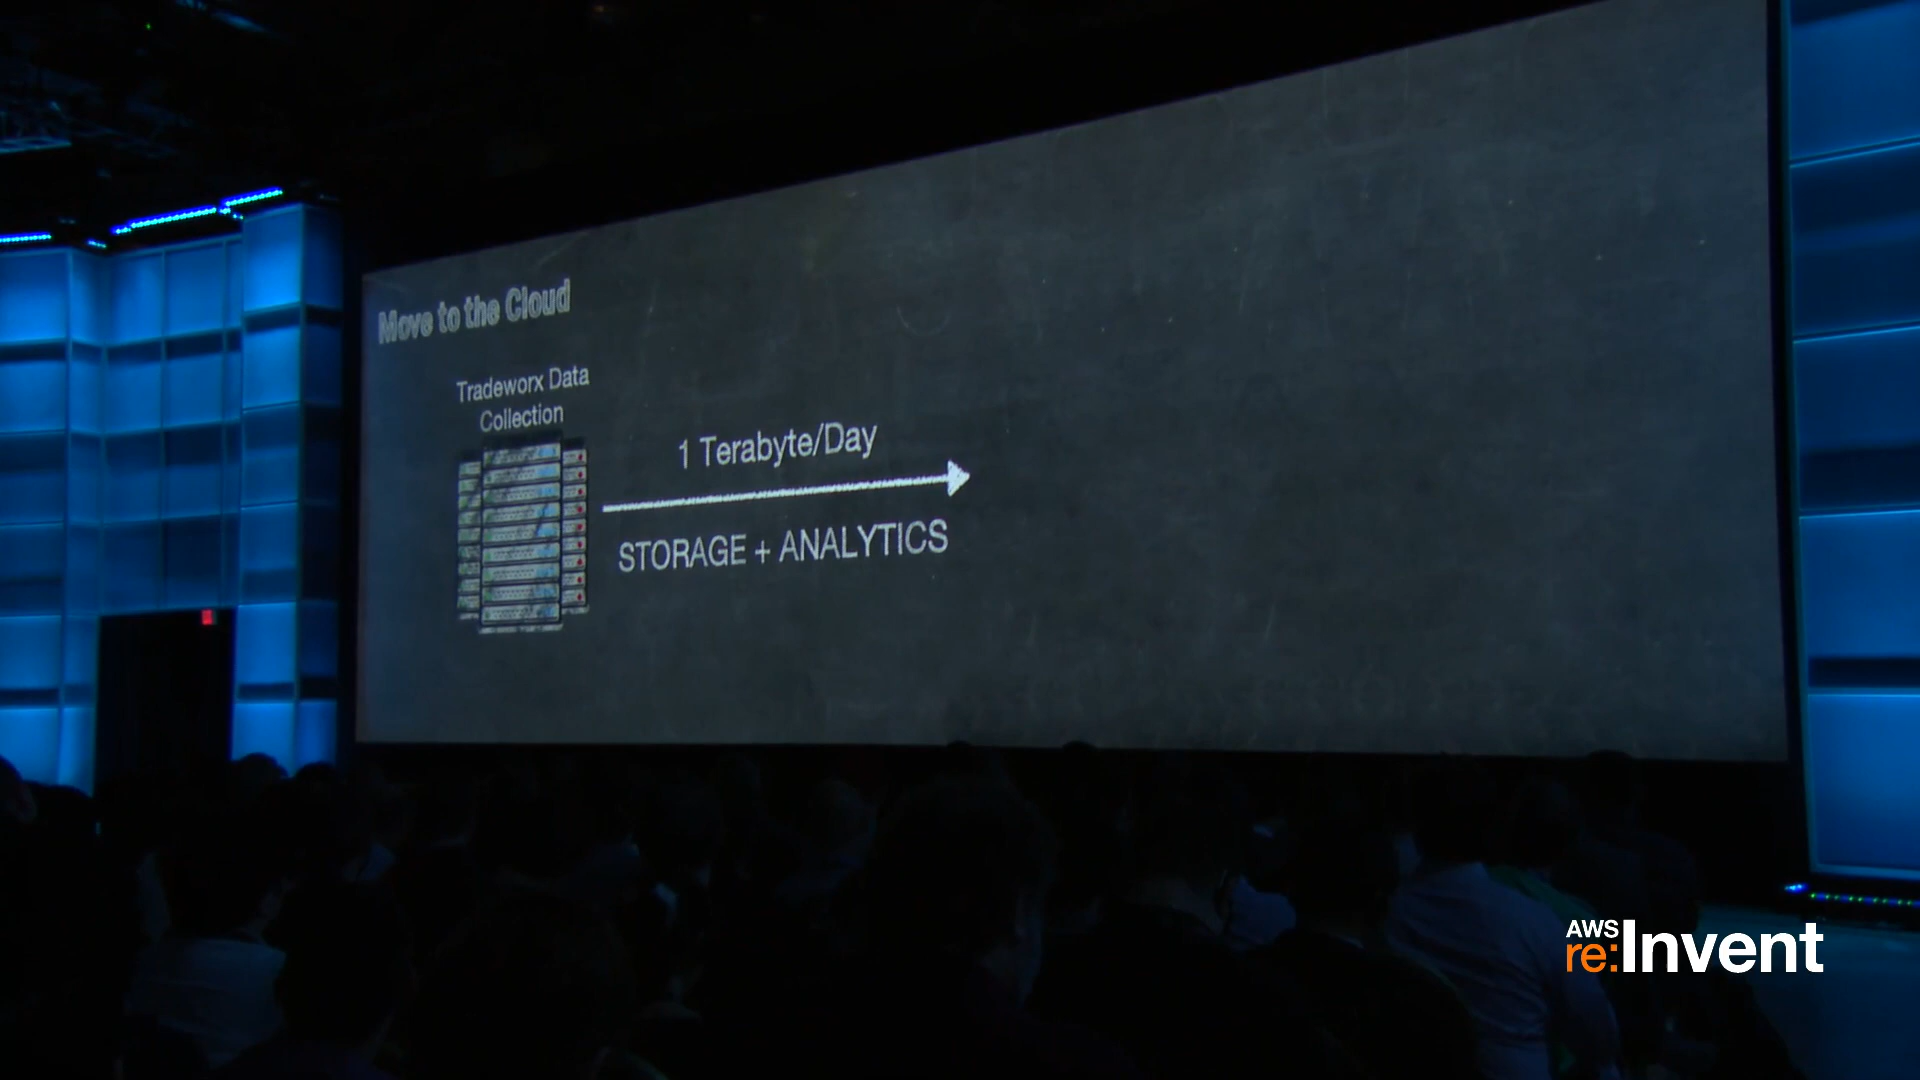 Move to the Cloud
Tradeworx Data
Collection
1 Terabyte/Day
STORAGE + ANALYTICS
AWS
re:Invent